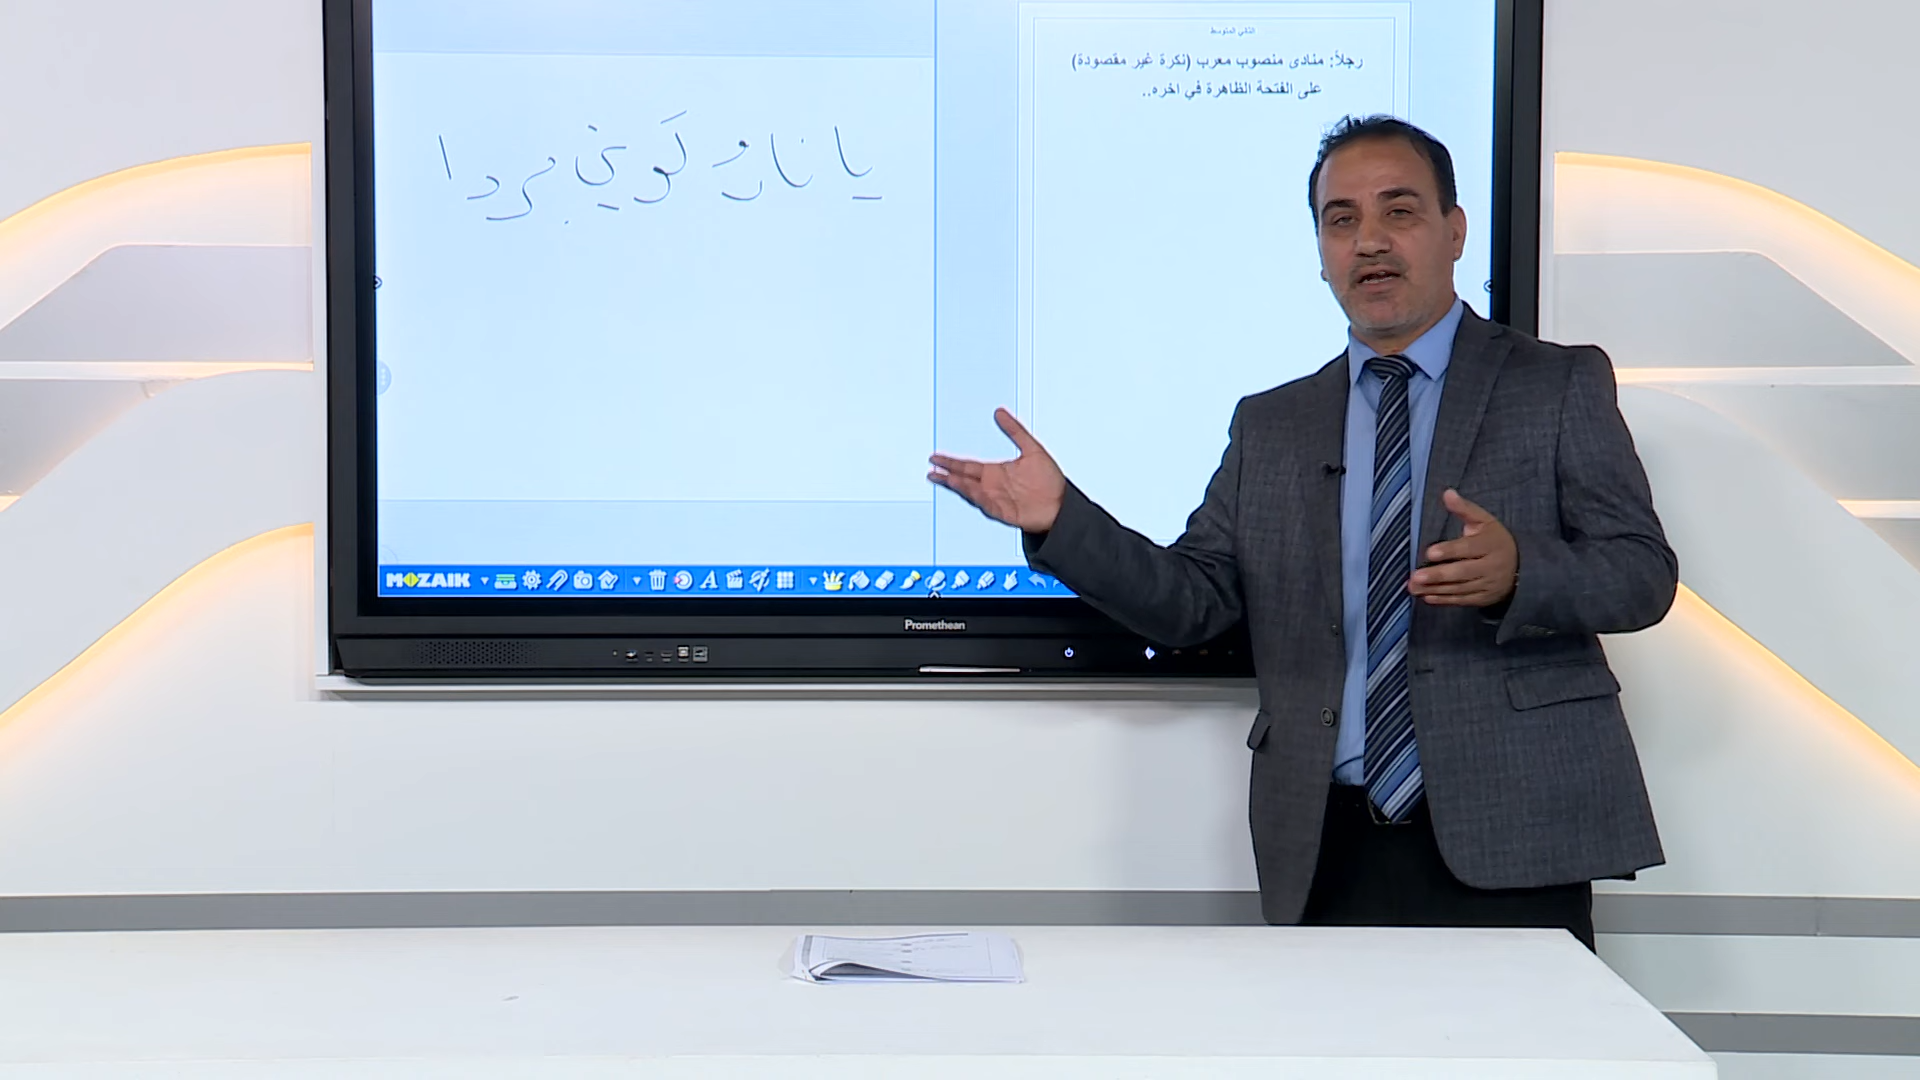 الثاني المتوسط
رجلاً: منادى منصوب معرب (نكرة غير مقصودة)
على الفتحة الظاهرة في اخره..
يا نارُ كوني بردا
MOZAIK
Promethean